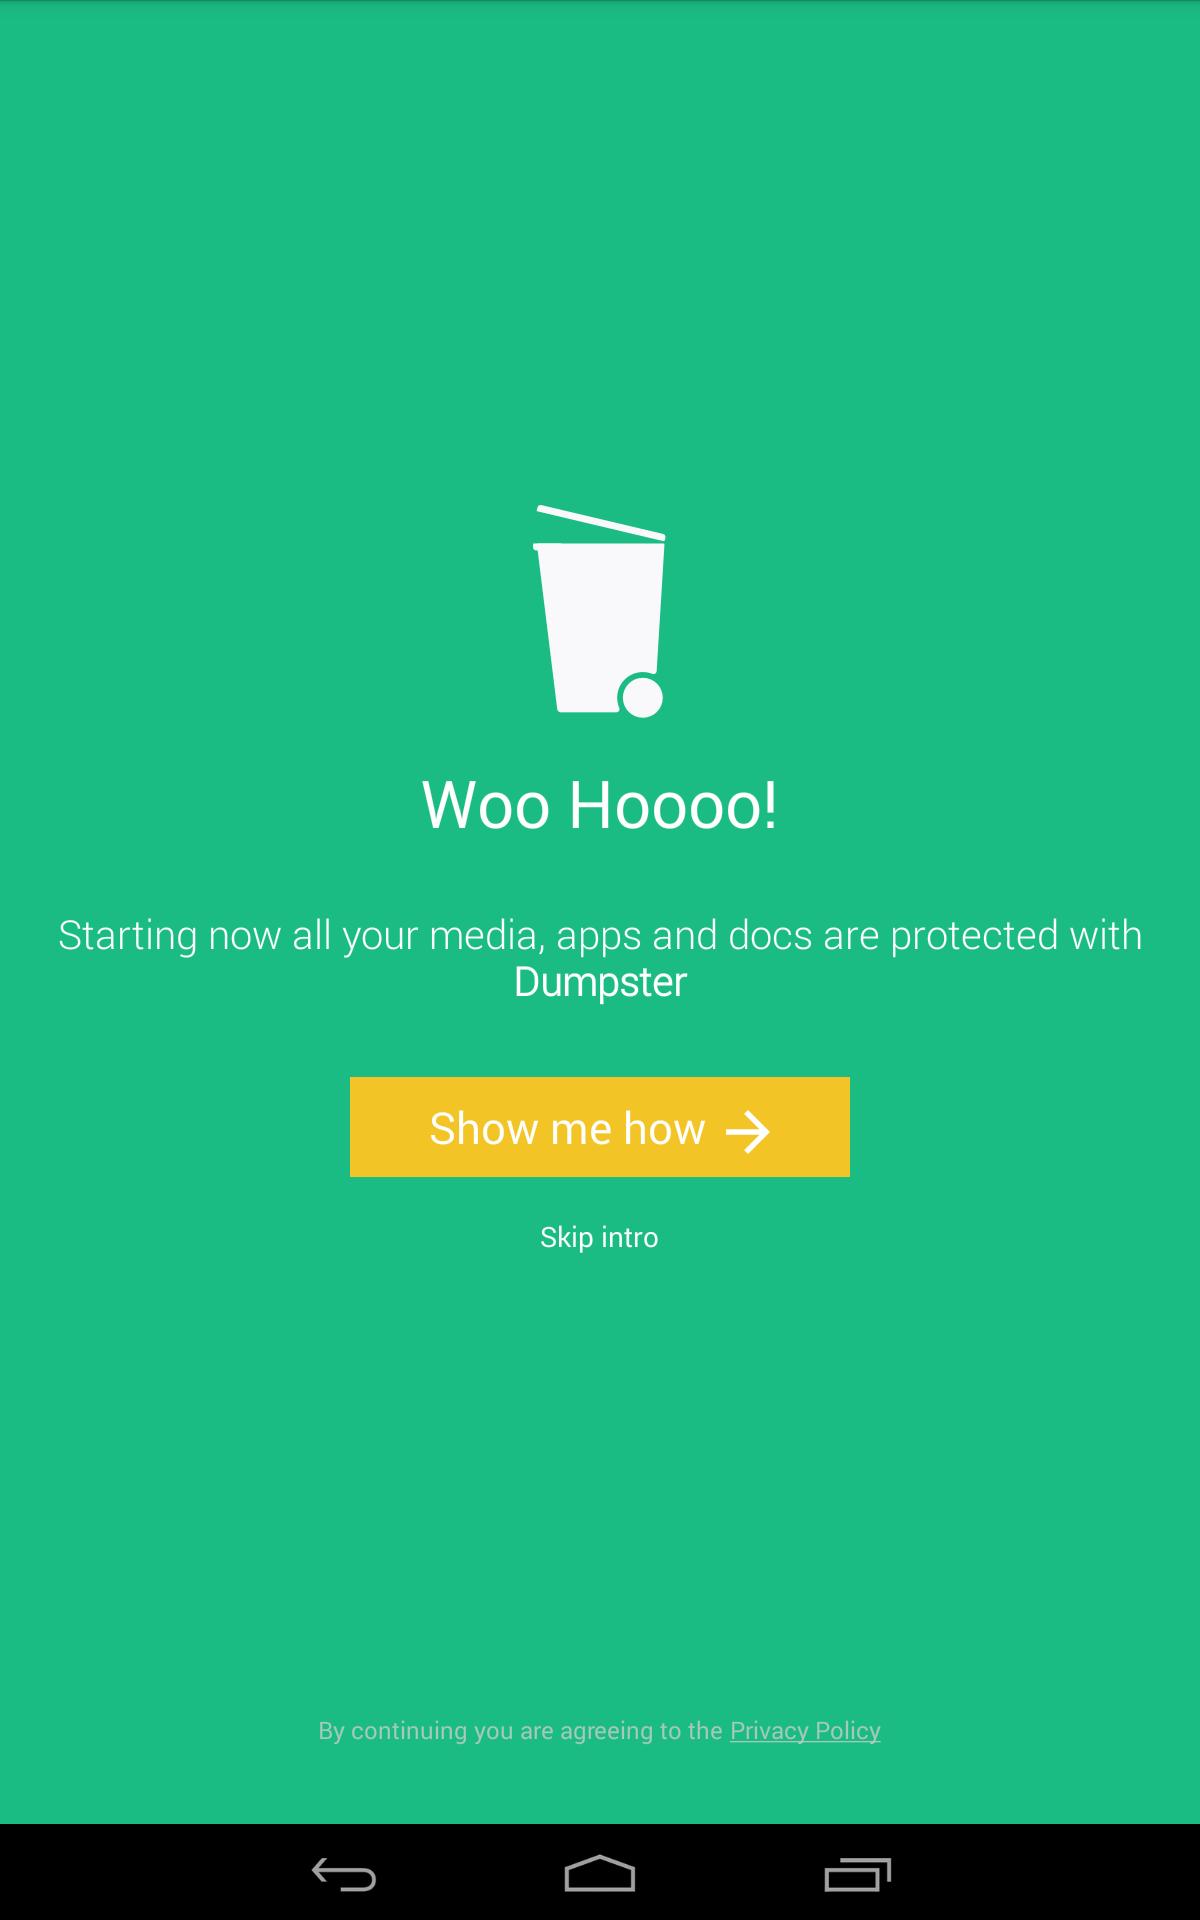 Woo Hoooo!
Starting now all your media, apps and docs are protected with
Dumpster
Show me how
Skip intro
By continuing you are agreeing to the Privacy Policy